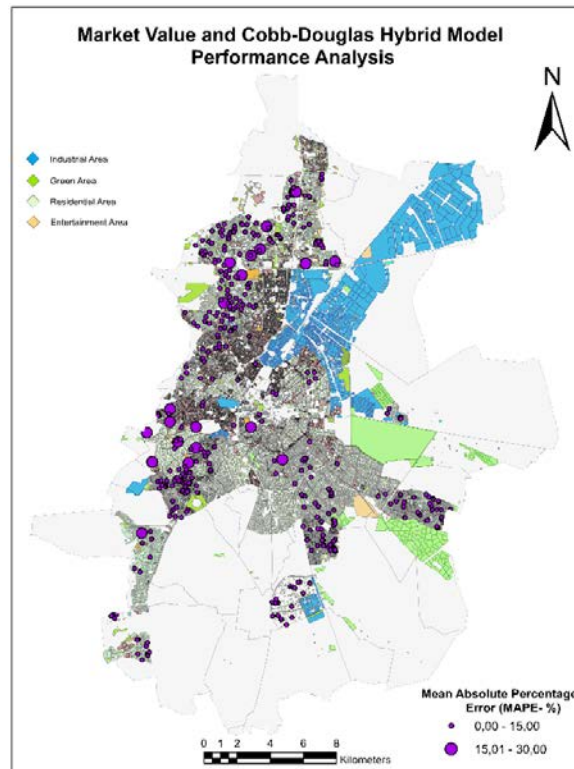 Market Value and Cobb-Douglas Hybrid Model
Performance Analysis
N
Industrial Area
Green Area
Residential Area
Entertainment Area
Mean Absolute Percentage
Error (MAPE- %)
0,00 - 15,00
15,01 - 30,00
0 1 2 4 6 8
Kilometers